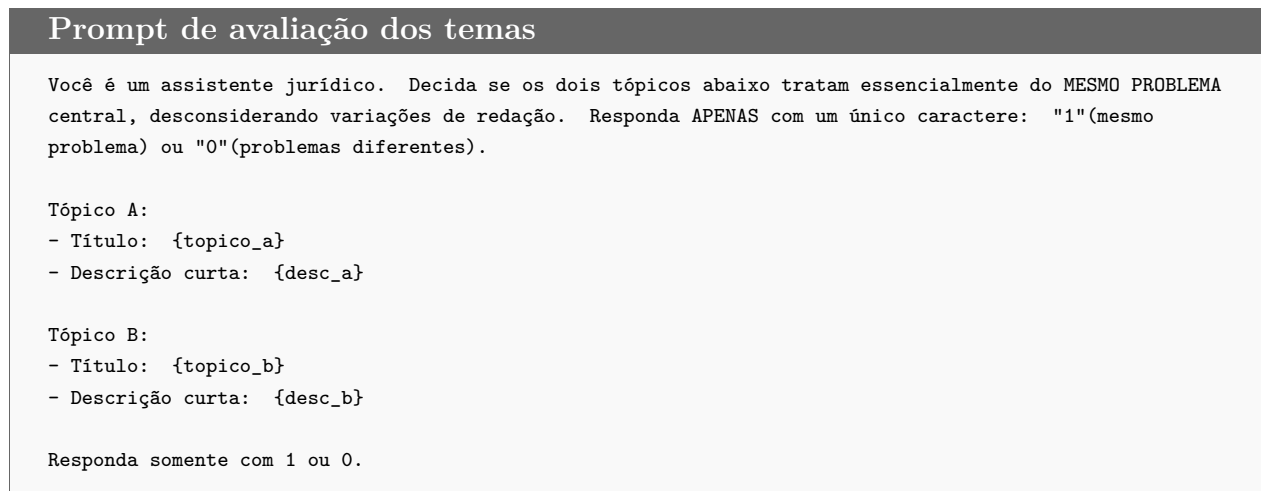 Prompt de avaliação dos temas
Você é um assistente jurídico. Decida se os dois tópicos abaixo tratam essencialmente do MESMO PROBLEMA
central, desconsiderando variações de redação. Responda APENAS com um único caractere: "1"(mesmo
problema) ou "0"(problemas diferentes).
Tópico A:
- Título: {topico_a}
- Descrição curta: {desc_a}
Tópico B:
- Título: {topico_b}
- Descrição curta: {desc_b}
Responda somente com 1 ou 0.